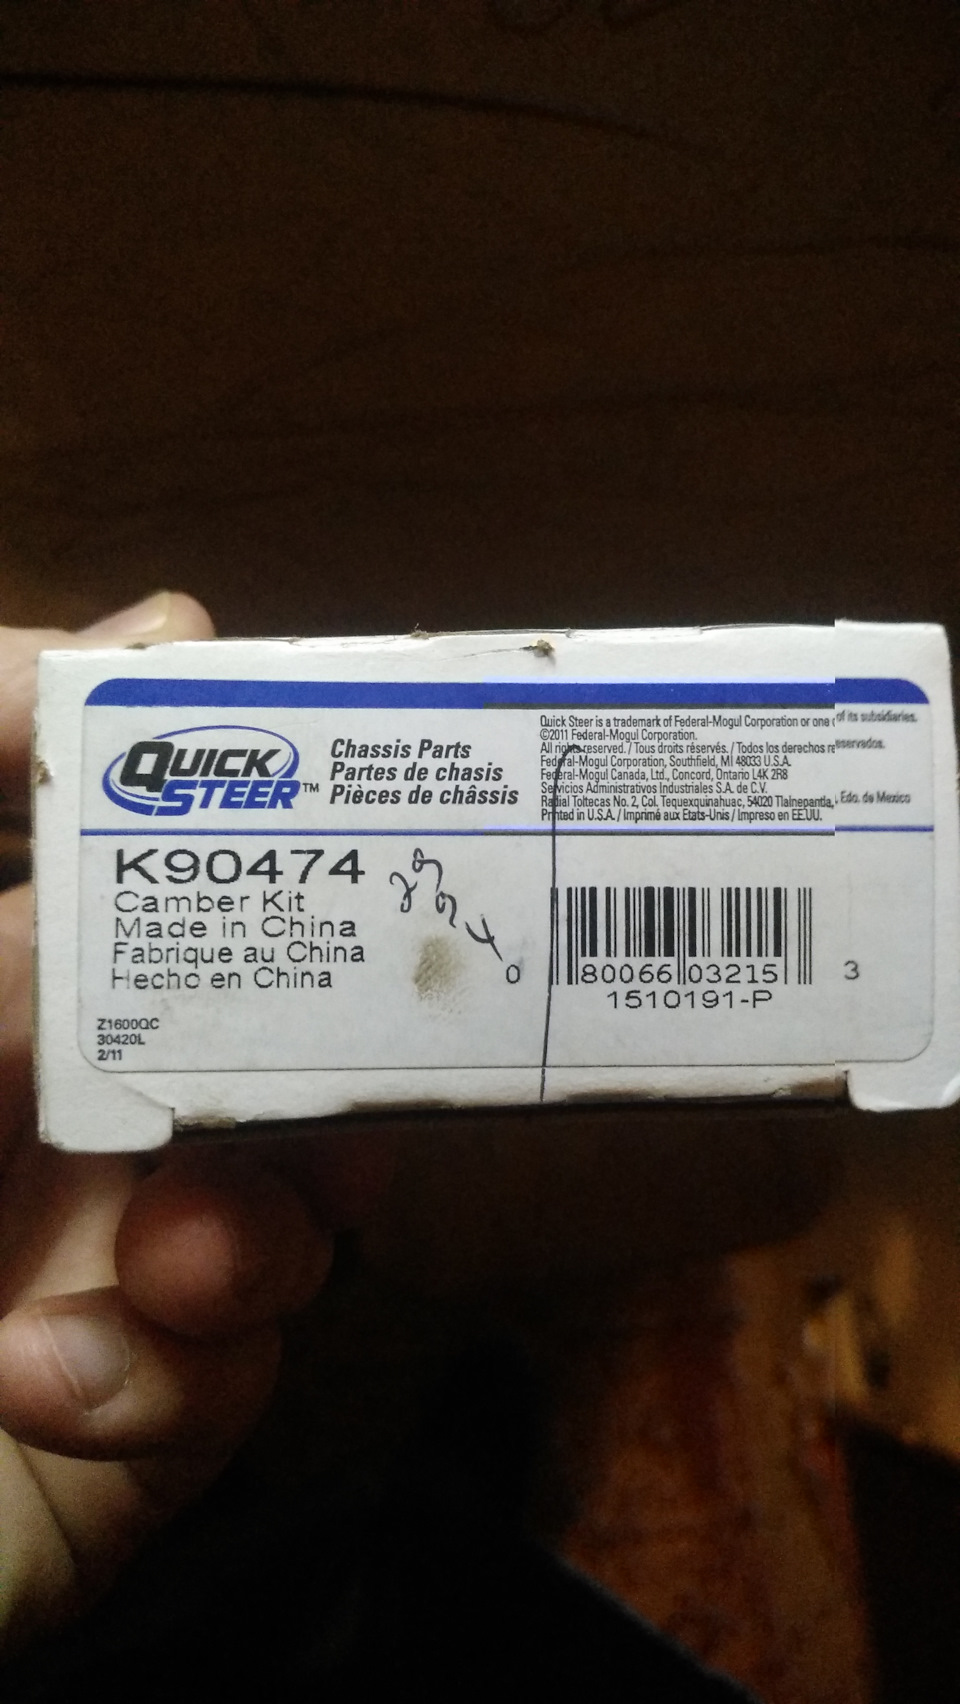 QUICK
STEER™
Chassis Parts
Partes de chasis
Pièces de châssis
Quick Steer is a trademark of Federal-Mogul Corporation or one of its subsidiaries.
©2011 Federal-Mogul Corporation.
All rights reserved. / Tous droits réservés. / Todos los derechos reservados.
Federal-Mogul Corporation, Southfield, MI 48033 U.S.A.
Federal-Mogul Canada, Ltd., Concord, Ontario L4K 2R8
Servicios Administrativos Industriales S.A. de C.V.
Radial Toltecas No. 2, Col. Tequexquinahuac, 54020 Tlalnepantla, Edo. de Mexico
Printed in U.S.A. / Imprimé aux Etats-Unis / Impreso en EE.UU.
K90474
Camber Kit
Made in China
Fabrique au China
Hecho en China
Z1600QC
30420L
2/11
0 80066 03215 3
1510191-P